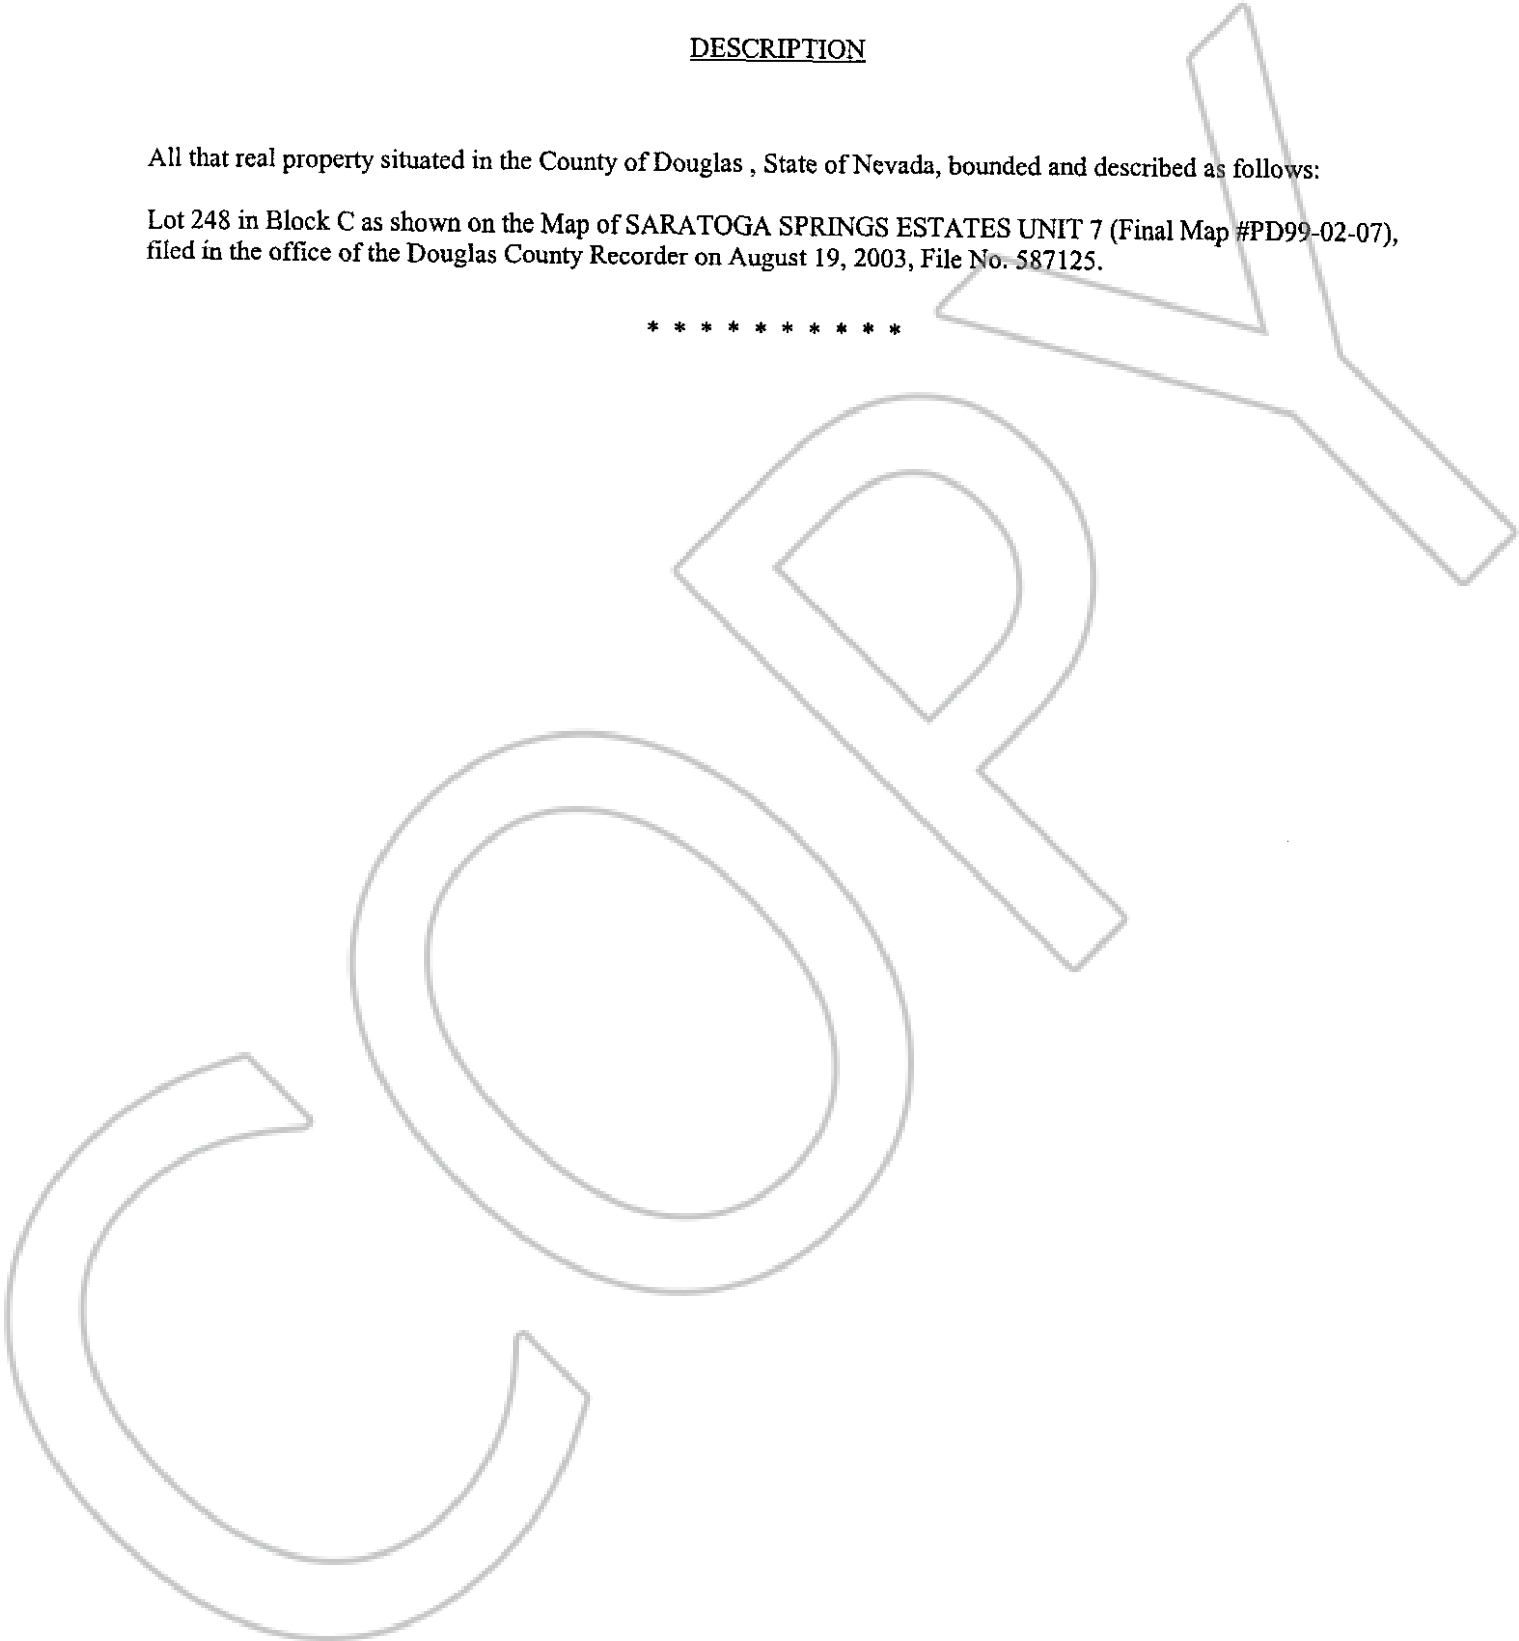 DESCRIPTION
All that real property situated in the County of Douglas , State of Nevada, bounded and described as follows:
Lot 248 in Block C as shown on the Map of SARATOGA SPRINGS ESTATES UNIT 7 (Final Map #PD99-02-07),
filed in the office of the Douglas County Recorder on August 19, 2003, File No. 587125.
* * * * * * * * * *
COPY